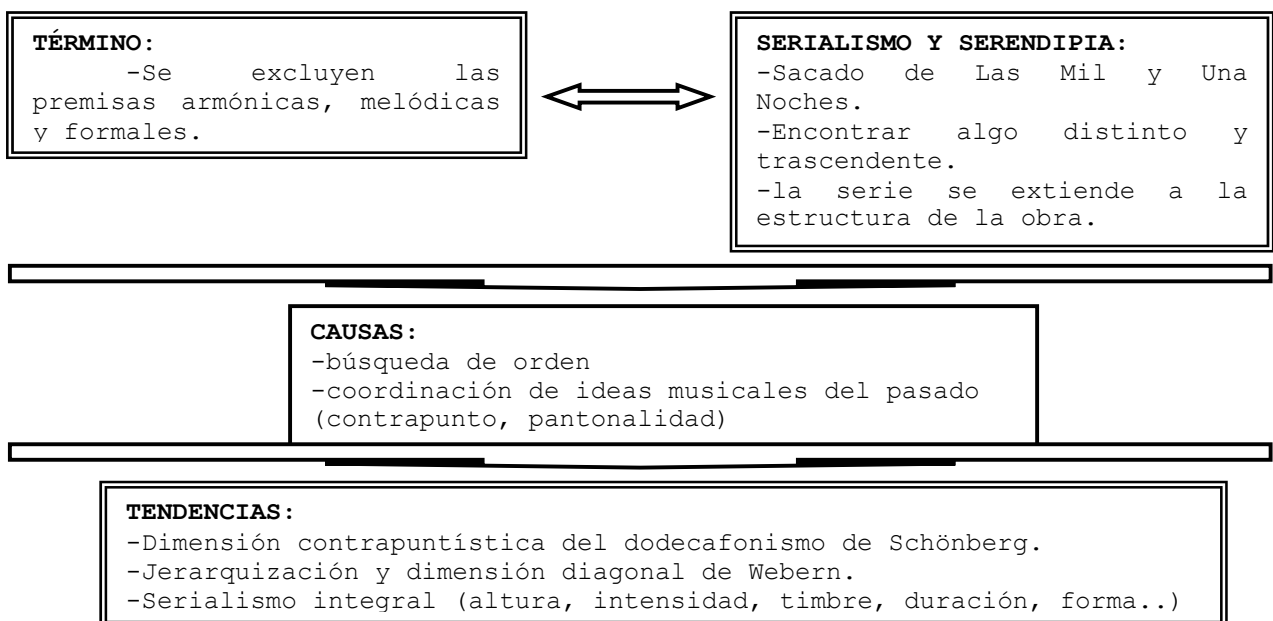 TÉRMINO:
-Se excluyen las
premisas armónicas, melódicas
y formales.
SERIALISMO Y SERENDIPIA:
-Sacado de Las Mil y Una
Noches.
-Encontrar algo distinto y
trascendente.
-la serie se extiende a la
estructura de la obra.
CAUSAS:
-búsqueda de orden
-coordinación de ideas musicales del pasado
(contrapunto, pantonalidad)
TENDENCIAS:
-Dimensión contrapuntística del dodecafonismo de Schönberg.
-Jerarquización y dimensión diagonal de Webern.
-Serialismo integral (altura, intensidad, timbre, duración, forma..)